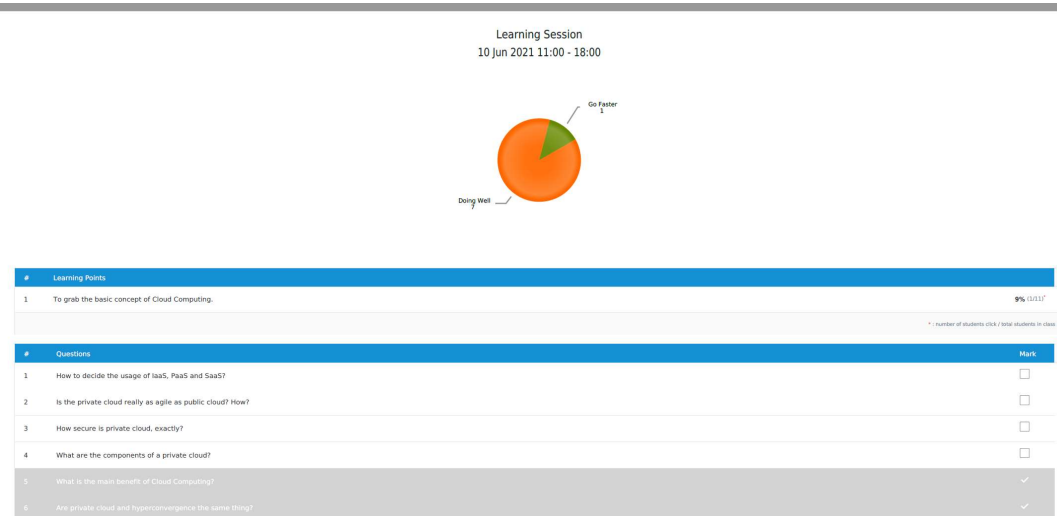 Learning Session
10 Jun 2021 11:00 - 18:00
Go Faster
1
Doing Well
7
# Learning Points
1 To grab the basic concept of Cloud Computing. 9% (1/11)*
* : number of students click / total students in class
# Questions Mark
1 How to decide the usage of IaaS, PaaS and SaaS?
2 Is the private cloud really as agile as public cloud? How?
3 How secure is private cloud, exactly?
4 What are the components of a private cloud?
5 What is the main benefit of Cloud Computing?
6 Are private cloud and hyperconvergence the same thing?